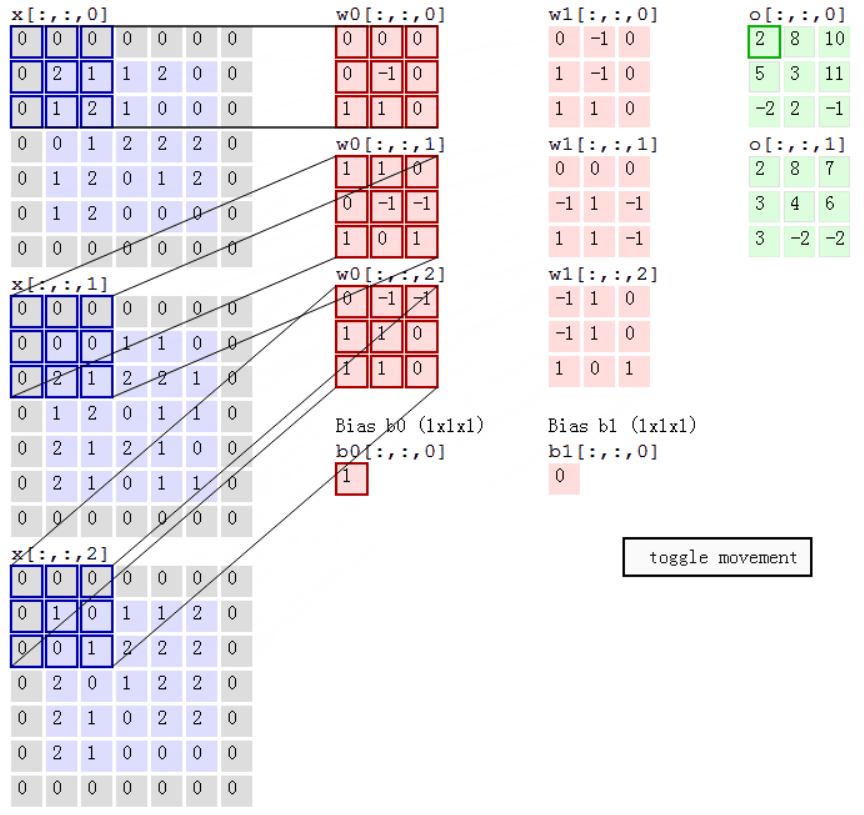 x[:,:,0]
0 0 0 0 0 0 0
0 2 1 1 2 0 0
0 1 2 1 0 0 0
0 0 1 2 2 2 0
0 1 2 0 1 2 0
0 1 2 0 0 0 0
0 0 0 0 0 0 0
x[:,:,1]
0 0 0 0 0 0 0
0 0 0 1 1 0 0
0 2 1 2 2 1 0
0 1 2 0 1 1 0
0 2 1 2 1 0 0
0 2 1 0 1 1 0
0 0 0 0 0 0 0
x[:,:,2]
0 0 0 0 0 0 0
0 1 0 1 1 2 0
0 0 1 2 2 2 0
0 2 0 1 2 2 0
0 2 1 0 2 2 0
0 2 1 0 0 0 0
0 0 0 0 0 0 0
w0[:,:,0]
0 0 0
0 -1 0
1 1 0
w0[:,:,1]
1 1 0
0 -1 -1
1 0 1
w0[:,:,2]
0 -1 -1
1 1 0
1 1 0
Bias b0 (1x1x1)
b0[:,:,0]
1
w1[:,:,0]
0 -1 0
1 -1 0
1 1 0
w1[:,:,1]
0 0 0
-1 1 -1
1 1 -1
w1[:,:,2]
-1 1 0
-1 1 0
1 0 1
Bias b1 (1x1x1)
b1[:,:,0]
0
o[:,:,0]
2 8 10
5 3 11
-2 2 -1
o[:,:,1]
2 8 7
3 4 6
3 -2 -2
toggle movement